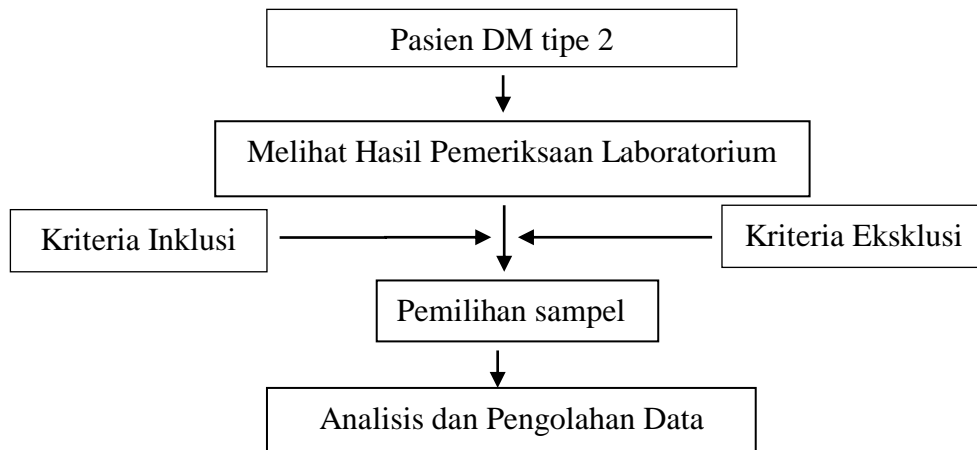 Pasien DM tipe 2
Melihat Hasil Pemeriksaan Laboratorium
Kriteria Inklusi
Kriteria Eksklusi
Pemilihan sampel
Analisis dan Pengolahan Data